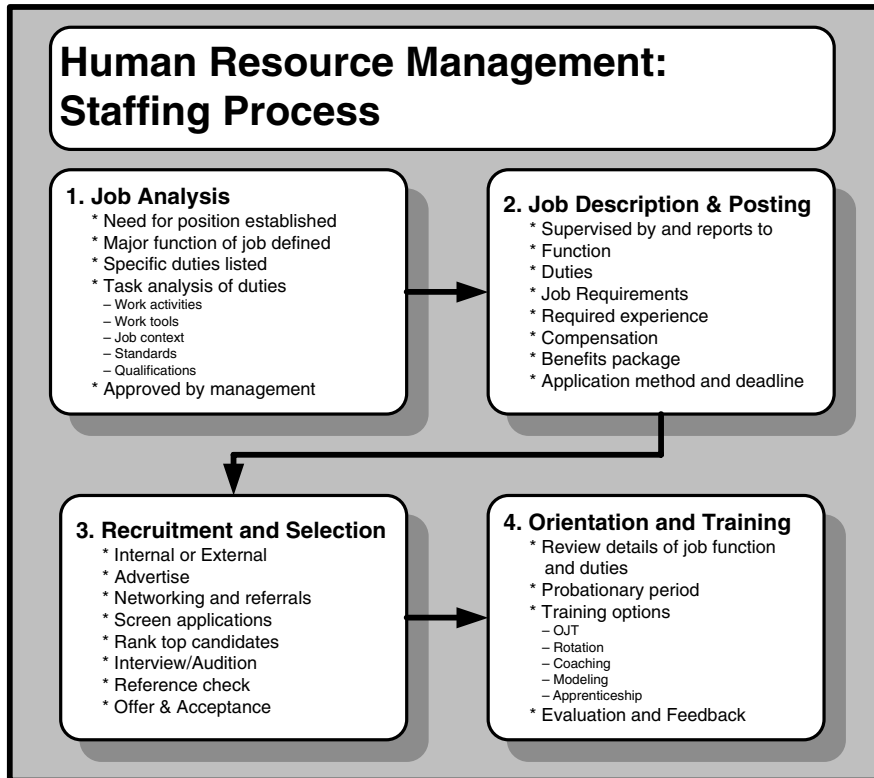 Human Resource Management:
Staffing Process
1. Job Analysis
* Need for position established
* Major function of job defined
* Specific duties listed
* Task analysis of duties
– Work activities
– Work tools
– Job context
– Standards
– Qualifications
* Approved by management
2. Job Description & Posting
* Supervised by and reports to
* Function
* Duties
* Job Requirements
* Required experience
* Compensation
* Benefits package
* Application method and deadline
3. Recruitment and Selection
* Internal or External
* Advertise
* Networking and referrals
* Screen applications
* Rank top candidates
* Interview/Audition
* Reference check
* Offer & Acceptance
4. Orientation and Training
* Review details of job function
and duties
* Probationary period
* Training options
– OJT
– Rotation
– Coaching
– Modeling
– Apprenticeship
* Evaluation and Feedback